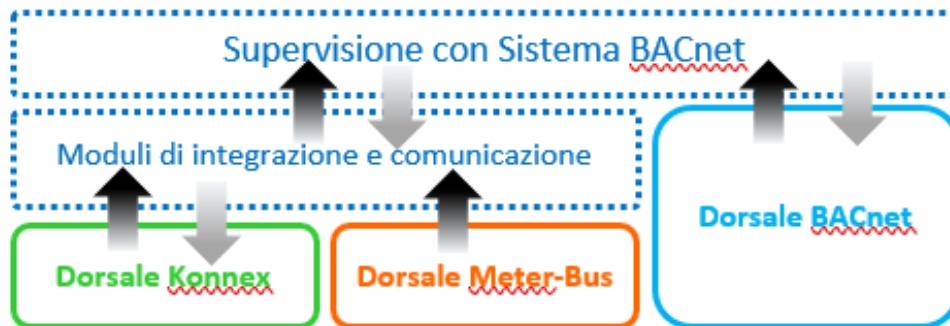 Supervisione con Sistema BACnet
Moduli di integrazione e comunicazione
Dorsale BACnet
Dorsale Konnex
Dorsale Meter-Bus